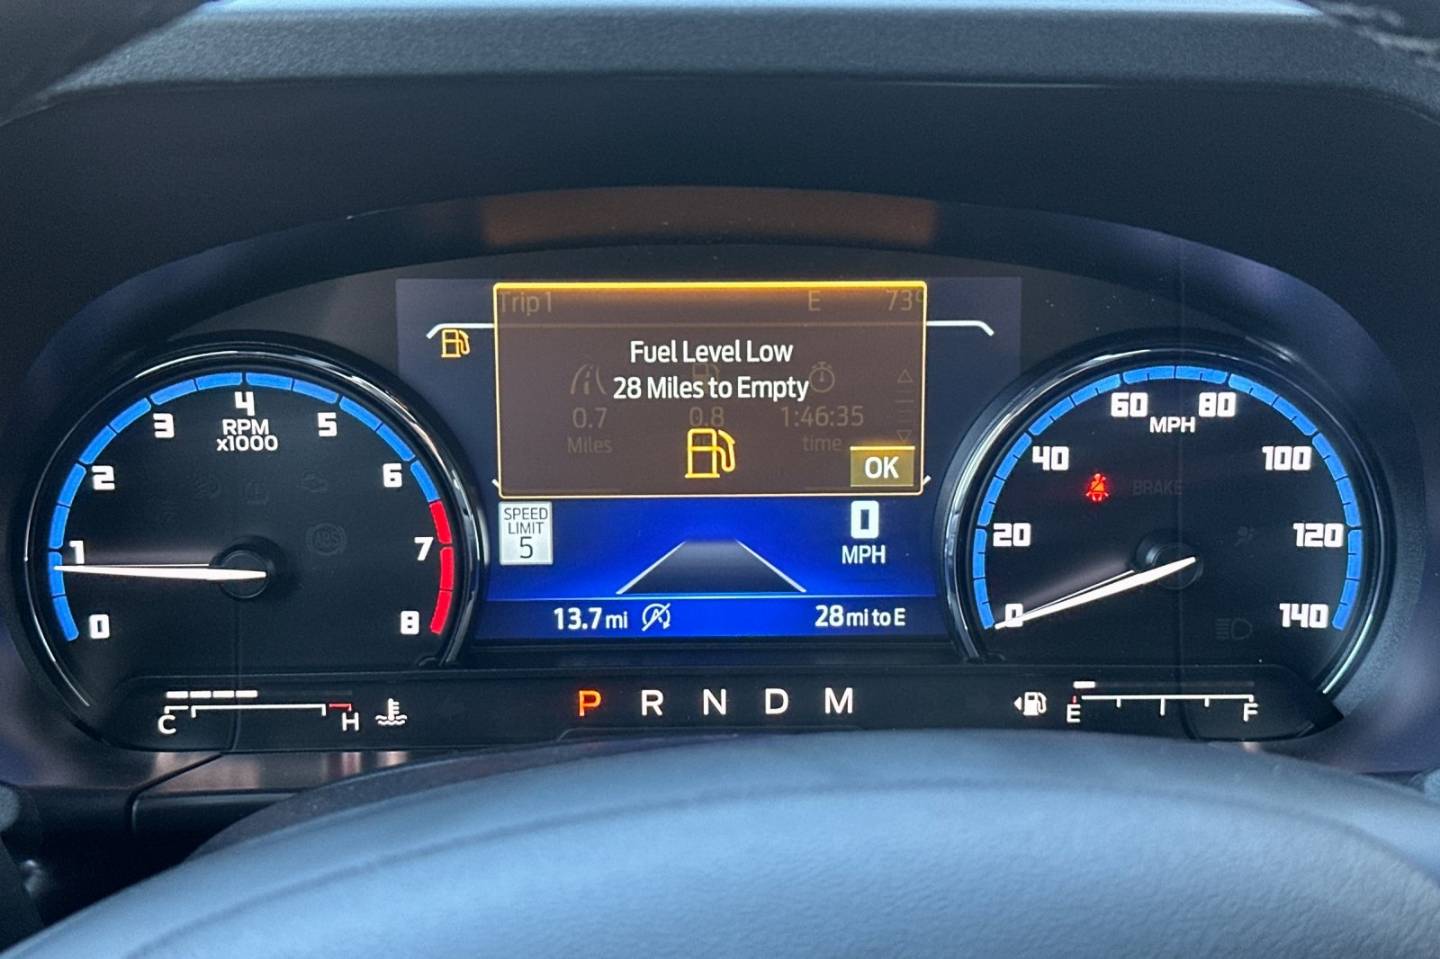 Trip 1 E 73°
Fuel Level Low
28 Miles to Empty
0.7 0.8 1:46:35
Miles time
OK
4
3 5
RPM
x1000
2 6
1 7
0 8
ABS
SPEED
LIMIT
5
0
MPH
13.7 mi 28 mi to E
60 80
MPH
40 100
BRAKE
20 120
0 140
C H
P R N D M
E F